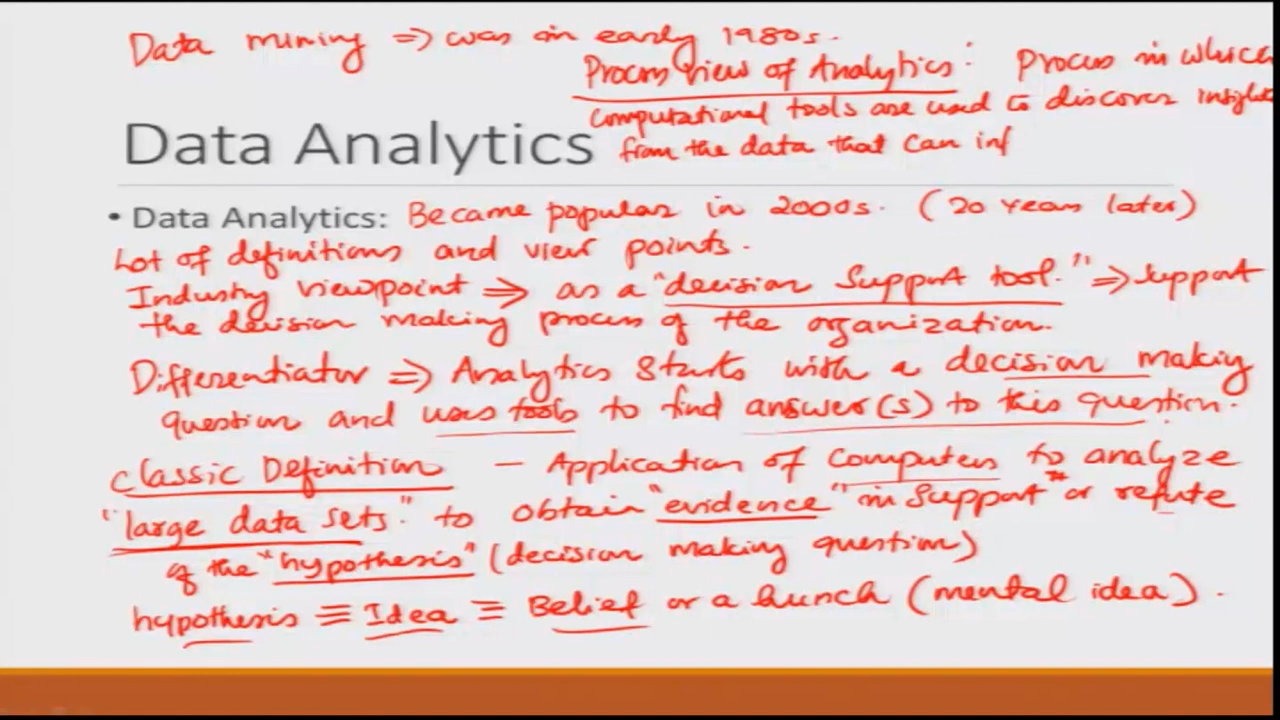 Data mining ⇒ was in early 1980s.
Process view of Analytics: Process in which
computational tools are used to discover insight
from the data that can inf
Data Analytics
• Data Analytics: Became popular in 2000s. (20 years later)
Lot of definitions and view points.
Industry viewpoint ⇒ as a "decision support tool." ⇒ support
the decision making process of the organization.
Differentiator ⇒ Analytics starts with a decision making
question and uses tools to find answer(s) to this question.
Classic Definition – Application of computers to analyze
"large data sets." to obtain "evidence" in support or refute
of the "hypothesis" (decision making question)
hypothesis ≡ Idea ≡ Belief or a hunch (mental idea).